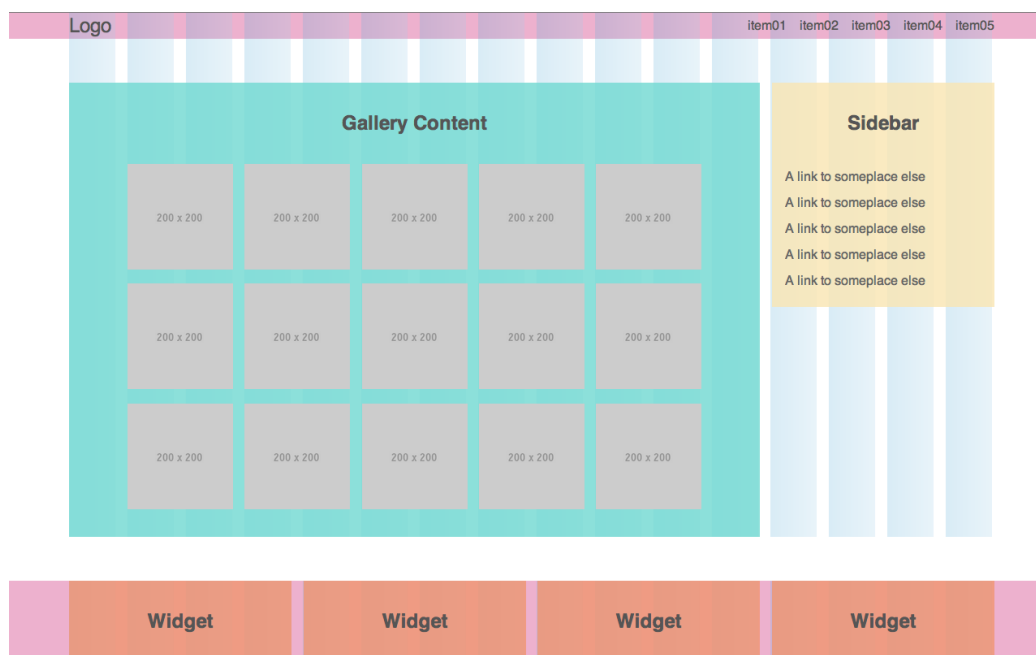 Logo
item01 item02 item03 item04 item05
Gallery Content
200 x 200 200 x 200 200 x 200 200 x 200 200 x 200
200 x 200 200 x 200 200 x 200 200 x 200 200 x 200
200 x 200 200 x 200 200 x 200 200 x 200 200 x 200
Sidebar
A link to someplace else
A link to someplace else
A link to someplace else
A link to someplace else
A link to someplace else
Widget Widget Widget Widget